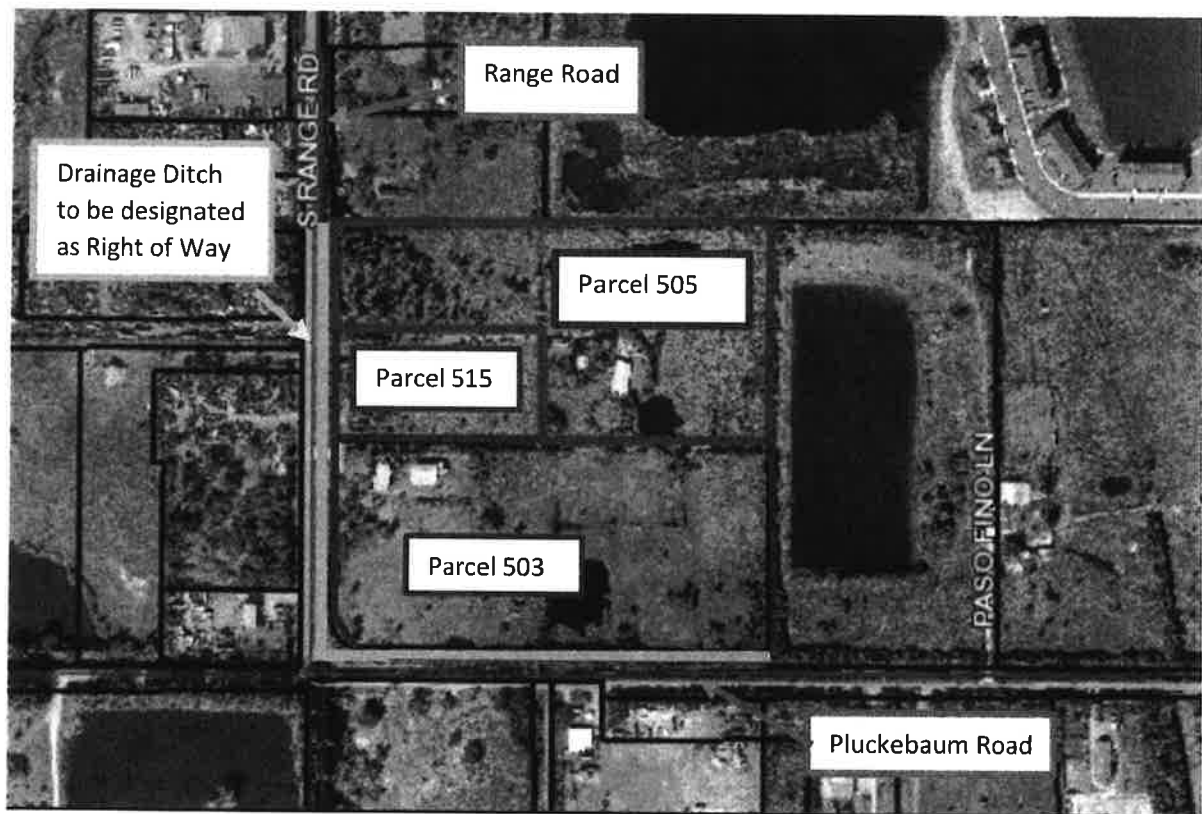 Range Road
S RANGE RD
Drainage Ditch
to be designated
as Right of Way
Parcel 505
Parcel 515
Parcel 503
PASO FINO LN
Pluckebaum Road